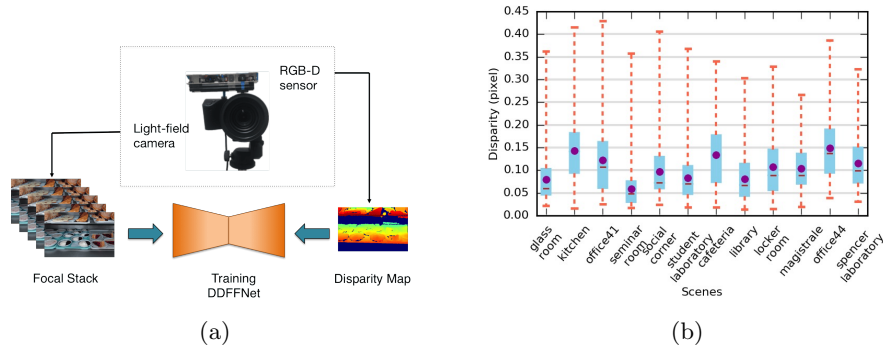 RGB-D
sensor
Light-field
camera
Focal Stack
Training
DDFFNet
Disparity Map
(a)
0.45
0.40
0.35
0.30
0.25
0.20
0.15
0.10
0.05
0.00
Disparity (pixel)
glass
room
kitchen
office41
seminar
room
social
corner
student
laboratory
cafeteria
library
locker
room
magistrale
office44
spencer
laboratory
Scenes
(b)